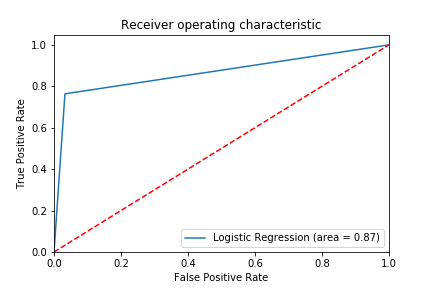 Receiver operating characteristic
1.0
0.8
0.6
0.4
0.2
0.0
True Positive Rate
Logistic Regression (area = 0.87)
0.0 0.2 0.4 0.6 0.8 1.0
False Positive Rate